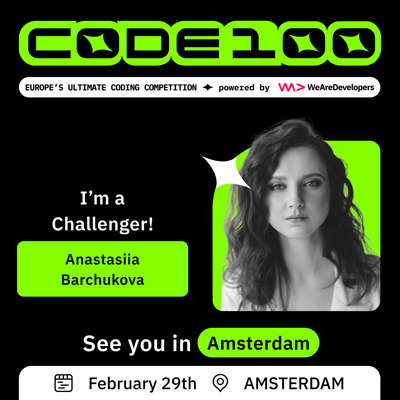 CODE100
EUROPE'S ULTIMATE CODING COMPETITION powered by WeAreDevelopers
I'm a
Challenger!
Anastasiia
Barchukova
See you in Amsterdam
February 29th AMSTERDAM